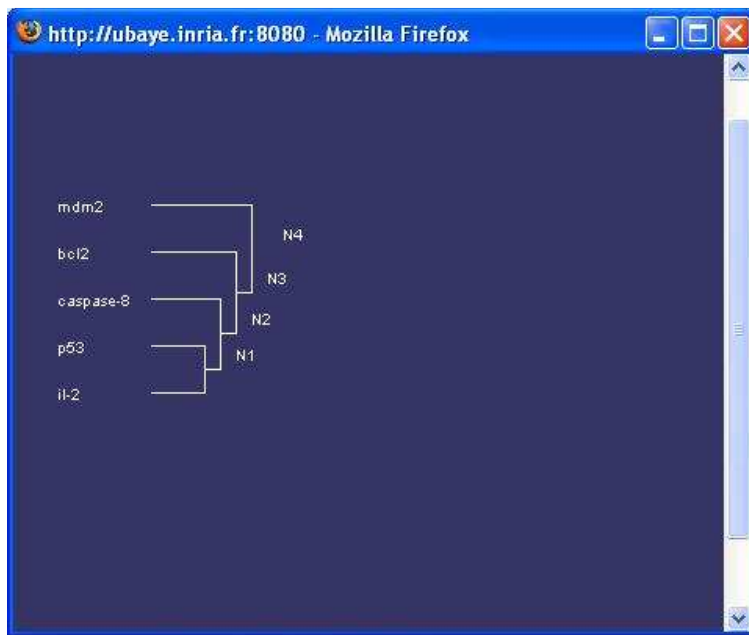 http://ubaye.inria.fr:8080 - Mozilla Firefox
mdm2
N4
bcl2
N3
caspase-8
N2
p53
N1
il-2